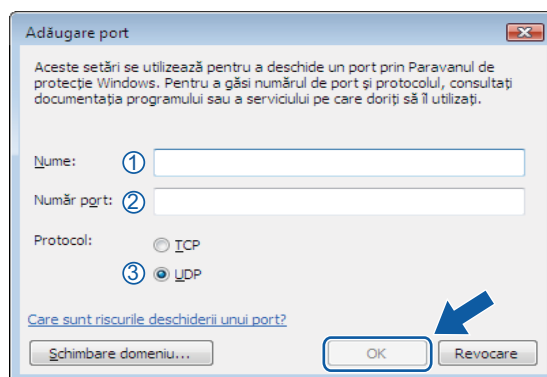 Adăugare port
Aceste setări se utilizează pentru a deschide un port prin Paravanul de
protecție Windows. Pentru a găsi numărul de port și protocolul, consultați
documentația programului sau a serviciului pe care doriți să îl utilizați.
Nume: ①
Număr port: ②
Protocol: TCP
③ UDP
Care sunt riscurile deschiderii unui port?
Schimbare domeniu... OK Revocare